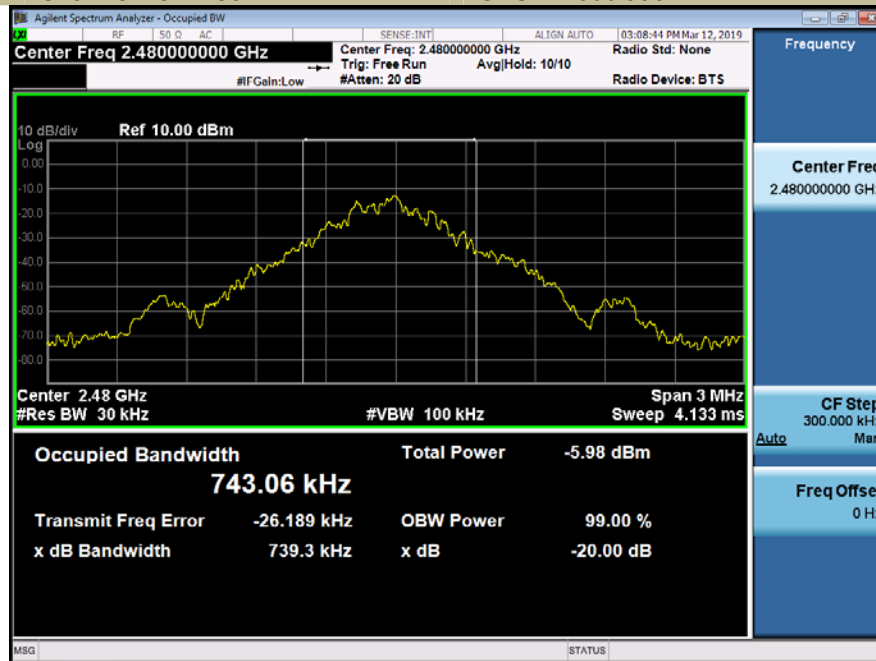 Agilent Spectrum Analyzer - Occupied BW
LXI RF 50 Ω AC SENSE:INT ALIGN AUTO 03:08:44 PM Mar 12, 2019
Center Freq 2.480000000 GHz
Center Freq: 2.480000000 GHz
Radio Std: None
Trig: Free Run Avg|Hold: 10/10
#IFGain:Low #Atten: 20 dB Radio Device: BTS
Frequency
10 dB/div Ref 10.00 dBm
Log
0.00
-10.0
-20.0
-30.0
-40.0
-50.0
-60.0
-70.0
-80.0
Center Freq
2.480000000 GHz
Center 2.48 GHz Span 3 MHz
#Res BW 30 kHz #VBW 100 kHz Sweep 4.133 ms
CF Step
300.000 kHz
Auto Man
Occupied Bandwidth Total Power -5.98 dBm
743.06 kHz
Transmit Freq Error -26.189 kHz OBW Power 99.00 %
x dB Bandwidth 739.3 kHz x dB -20.00 dB
Freq Offset
0 Hz
MSG STATUS